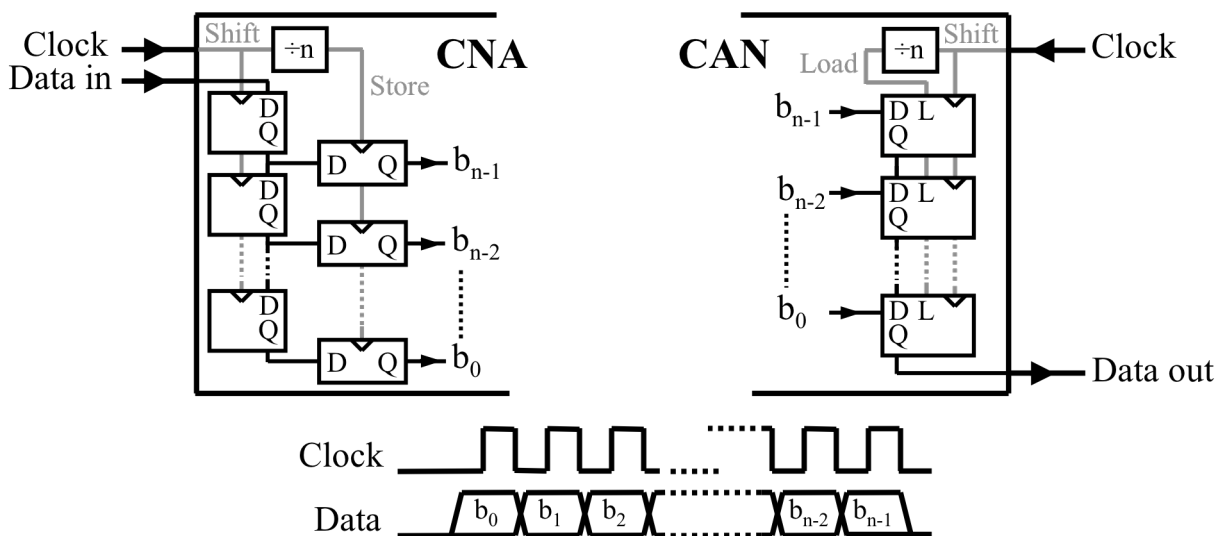 Clock
Data in
Shift
÷n
CNA
Store
D
Q
D Q
b_{n-1}
D
Q
D Q
b_{n-2}
D
Q
D Q
b_0
CAN
÷n
Shift
Clock
Load
b_{n-1}
D L
Q
b_{n-2}
D L
Q
b_0
D L
Q
Data out
Clock
Data
b_0
b_1
b_2
b_{n-2}
b_{n-1}